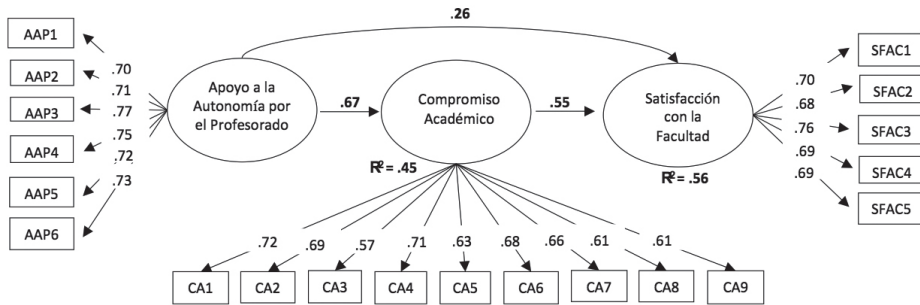 .26
AAP1
AAP2
AAP3
AAP4
AAP5
AAP6
.70
.71
.77
.75
.72
.73
Apoyo a la
Autonomía por
el Profesorado
.67
Compromiso
Académico
R² = .45
.55
Satisfacción
con la
Facultad
R² = .56
.70
.68
.76
.69
.69
SFAC1
SFAC2
SFAC3
SFAC4
SFAC5
.72
.69
.57
.71
.63
.68
.66
.61
.61
CA1
CA2
CA3
CA4
CA5
CA6
CA7
CA8
CA9